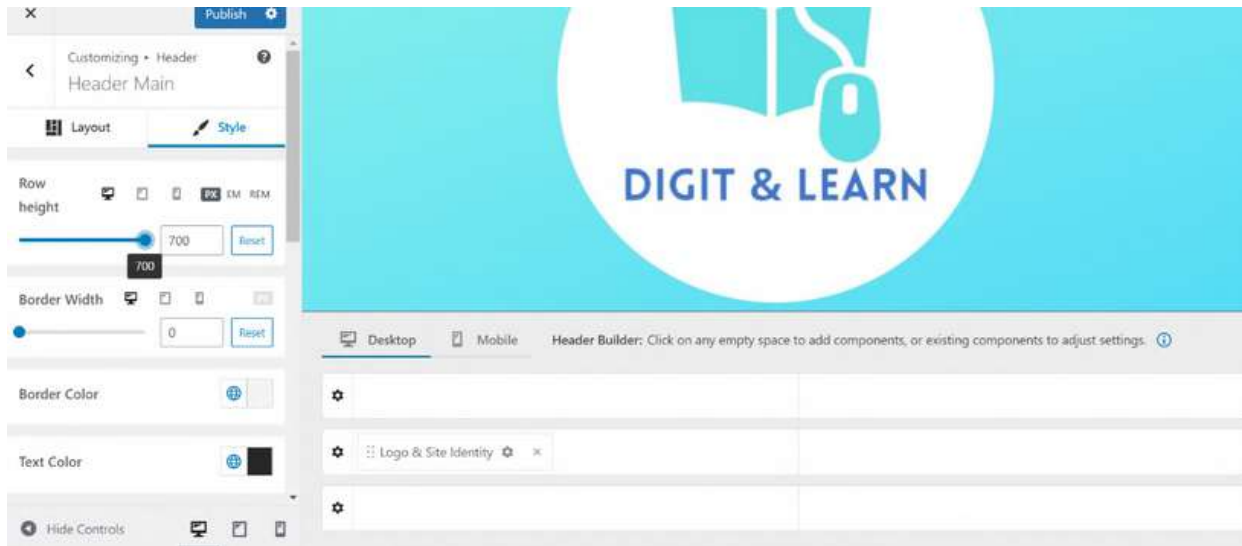 Publish
Customizing • Header
Header Main
Layout
Style
Row height
PX EM REM
700
Reset
700
Border Width
PX
0
Reset
Border Color
Text Color
Hide Controls
DIGIT & LEARN
Desktop
Mobile
Header Builder: Click on any empty space to add components, or existing components to adjust settings.
Logo & Site Identity